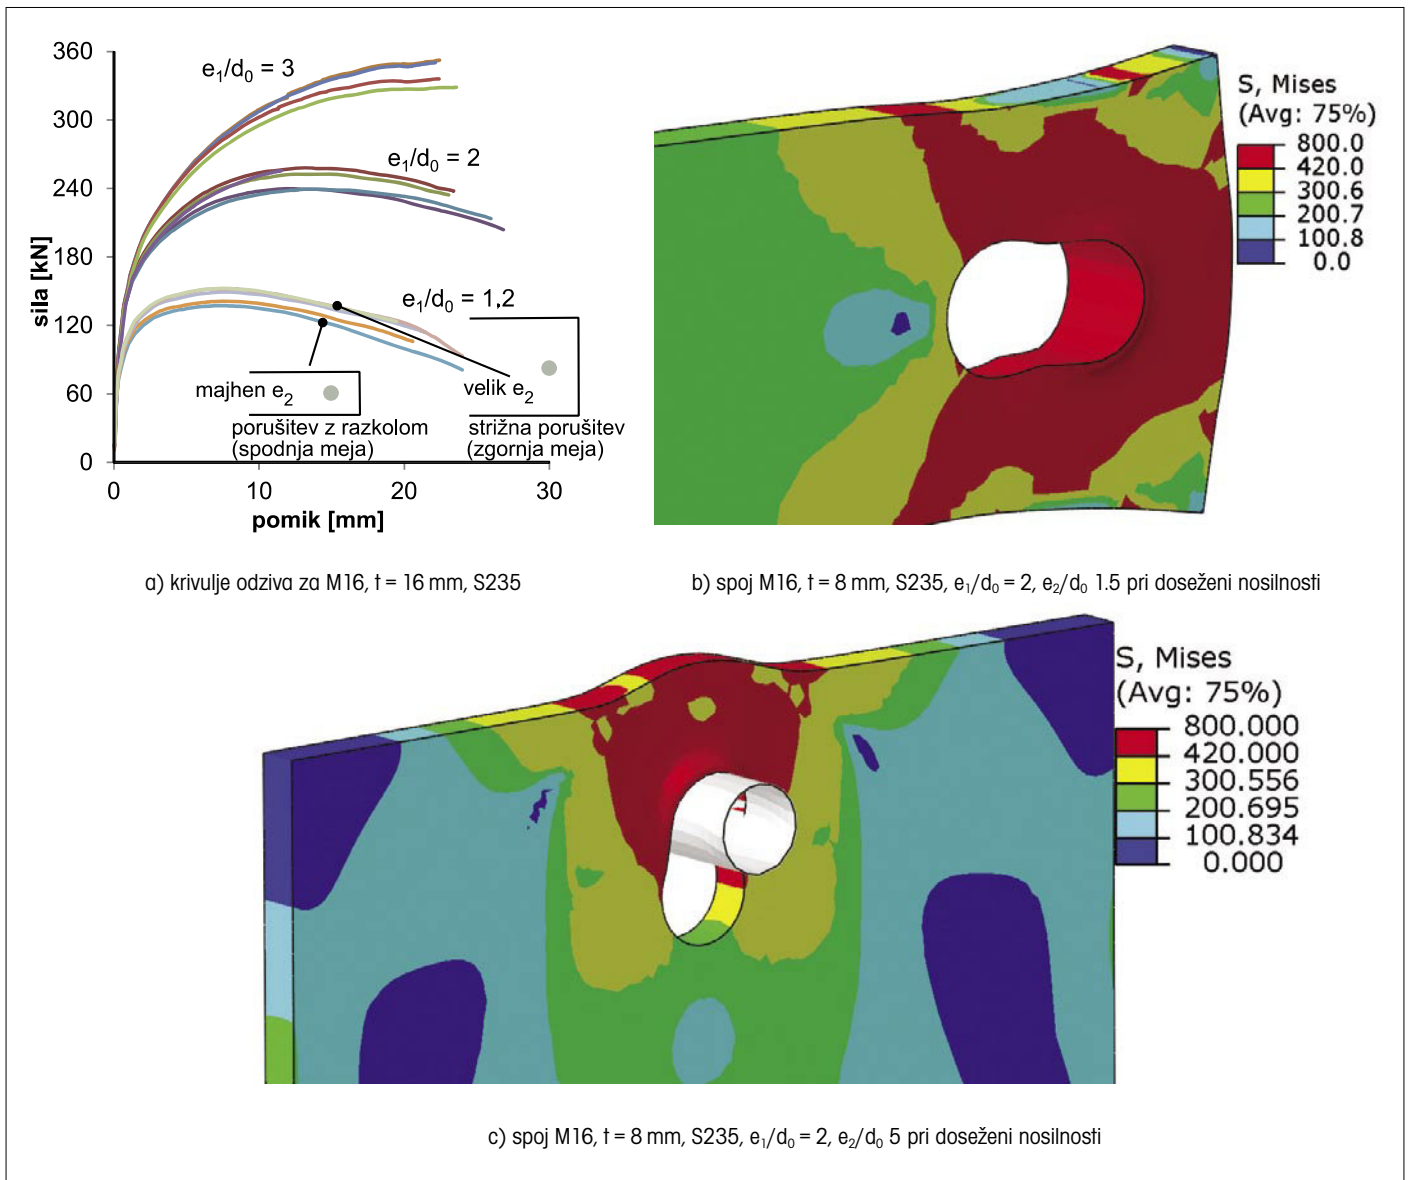 360
300
240
180
120
60
0
sila [kN]
e₁/d₀ = 3
e₁/d₀ = 2
e₁/d₀ = 1,2
majhen e₂
velik e₂
porušitev z razkolom
(spodnja meja)
strižna porušitev
(zgornja meja)
0 10 20 30
pomik [mm]
a) krivulje odziva za M16, t = 16 mm, S235
S, Mises
(Avg: 75%)
800.0
420.0
300.6
200.7
100.8
0.0
b) spoj M16, t = 8 mm, S235, e₁/d₀ = 2, e₂/d₀ 1.5 pri doseženi nosilnosti
S, Mises
(Avg: 75%)
800.000
420.000
300.556
200.695
100.834
0.000
c) spoj M16, t = 8 mm, S235, e₁/d₀ = 2, e₂/d₀ 5 pri doseženi nosilnosti